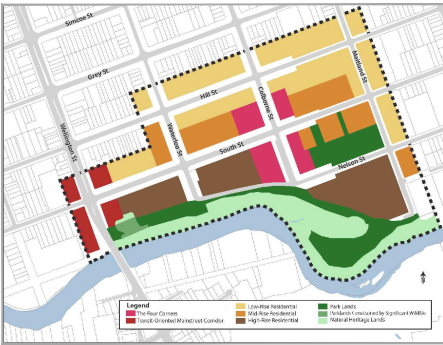 Simcoe St
Grey St
Hill St
Maitland St
Colborne St
Wellington St
Waterloo St
South St
Nelson St
Legend
The Four Corners
Transit-Oriented Mainstreet Corridor
Low-Rise Residential
Mid-Rise Residential
High-Rise Residential
Park Lands
Parklands Constrained by Significant Wildlife
Natural Heritage Lands